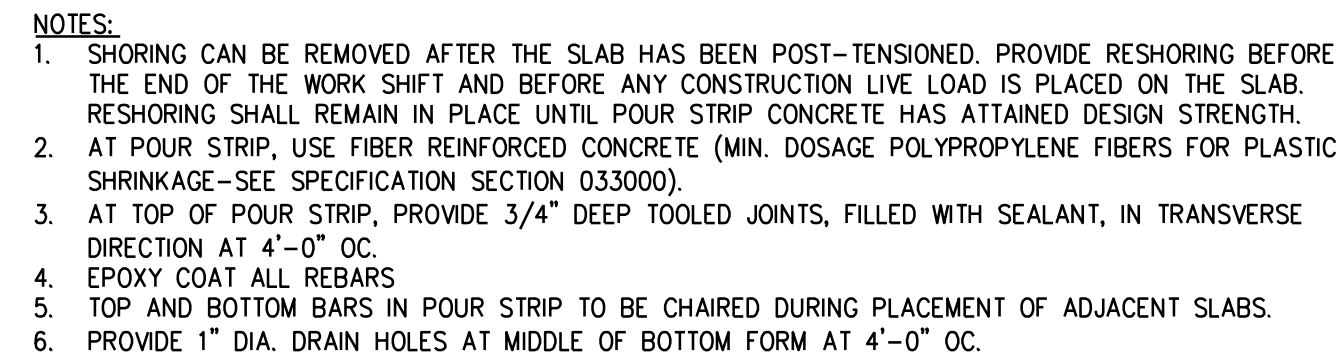 NOTES:
1. SHORING CAN BE REMOVED AFTER THE SLAB HAS BEEN POST-TENSIONED. PROVIDE RESHORING BEFORE
THE END OF THE WORK SHIFT AND BEFORE ANY CONSTRUCTION LIVE LOAD IS PLACED ON THE SLAB.
RESHORING SHALL REMAIN IN PLACE UNTIL POUR STRIP CONCRETE HAS ATTAINED DESIGN STRENGTH.
2. AT POUR STRIP, USE FIBER REINFORCED CONCRETE (MIN. DOSAGE POLYPROPYLENE FIBERS FOR PLASTIC
SHRINKAGE-SEE SPECIFICATION SECTION 033000).
3. AT TOP OF POUR STRIP, PROVIDE 3/4" DEEP TOOLED JOINTS, FILLED WITH SEALANT, IN TRANSVERSE
DIRECTION AT 4'-0" OC.
4. EPOXY COAT ALL REBARS
5. TOP AND BOTTOM BARS IN POUR STRIP TO BE CHAIRED DURING PLACEMENT OF ADJACENT SLABS.
6. PROVIDE 1" DIA. DRAIN HOLES AT MIDDLE OF BOTTOM FORM AT 4'-0" OC.